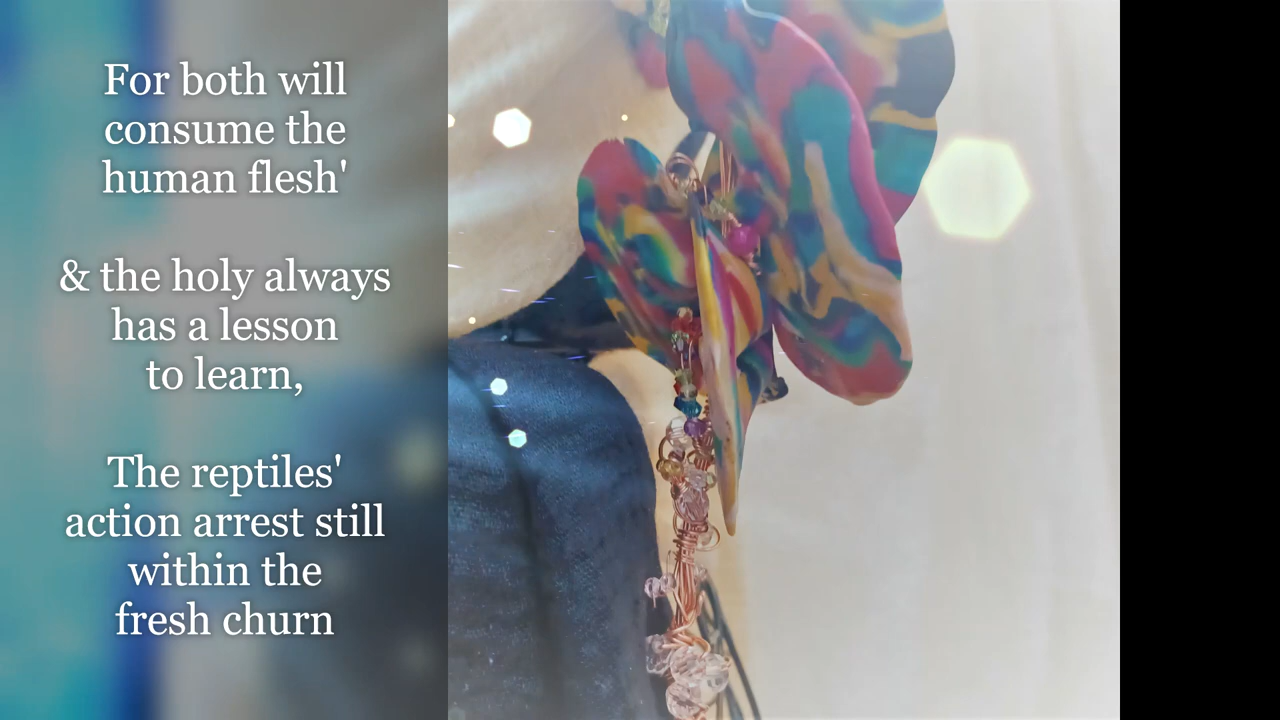 For both will
consume the
human flesh'
& the holy always
has a lesson
to learn,
The reptiles'
action arrest still
within the
fresh churn